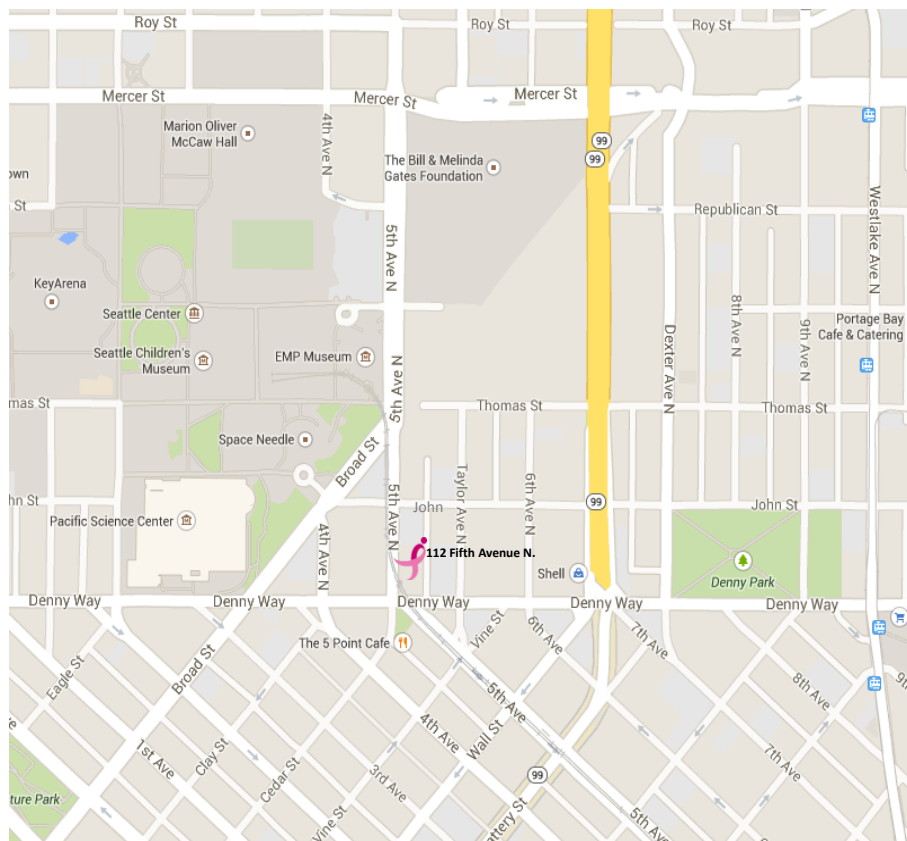 Roy St
Roy St
Roy St
Mercer St
Mercer St
Mercer St
99
99
Marion Oliver
McCaw Hall
4th Ave N
The Bill & Melinda
Gates Foundation
own
St
Republican St
Westlake Ave N
5th Ave N
KeyArena
Seattle Center
8th Ave N
9th Ave N
Dexter Ave N
Portage Bay
Cafe & Catering
Seattle Children's
Museum
EMP Museum
5th Ave N
mas St
Thomas St
Thomas St
Space Needle
Broad St
Taylor Ave N
6th Ave N
hn St
John
99
John St
5th Ave N
Pacific Science Center
4th Ave N
112 Fifth Avenue N.
Shell
Denny Park
Denny Way
Denny Way
Denny Way
Denny Way
Denny Way
The 5 Point Cafe
Vine St
6th Ave
7th Ave
Eagle St
Broad St
5th Ave
8th Ave
9th
4th Ave
Wall St
1st Ave
Clay St
Cedar St
3rd Ave
7th Ave
99
ture Park
Vine St
attery St
5th Ave